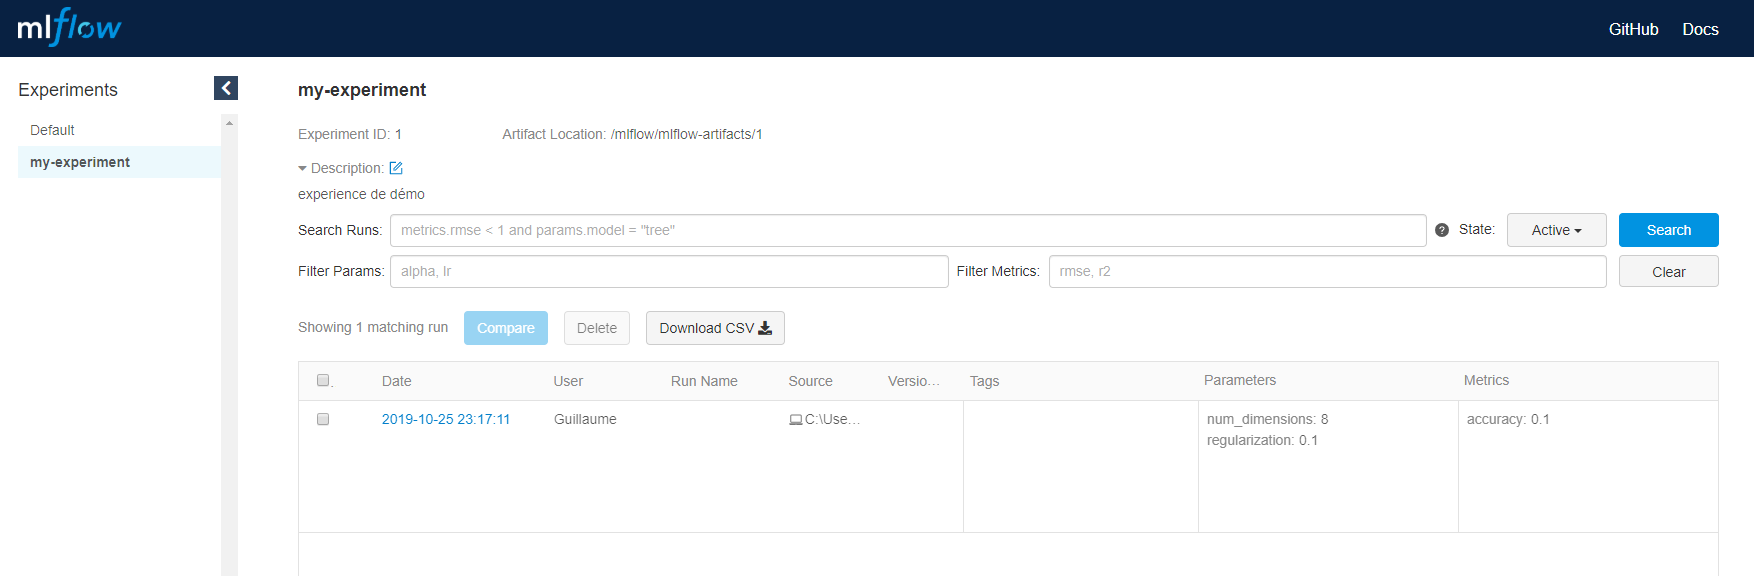 mlflow
GitHub Docs
Experiments
Default
my-experiment
my-experiment
Experiment ID: 1 Artifact Location: /mlflow/mlflow-artifacts/1
Description:
experience de démo
Search Runs: metrics.rmse < 1 and params.model = "tree" ? State: Active Search
Filter Params: alpha, lr Filter Metrics: rmse, r2 Clear
Showing 1 matching run Compare Delete Download CSV
Date User Run Name Source Versio... Tags Parameters Metrics
2019-10-25 23:17:11 Guillaume C:\Use... num_dimensions: 8 accuracy: 0.1
regularization: 0.1